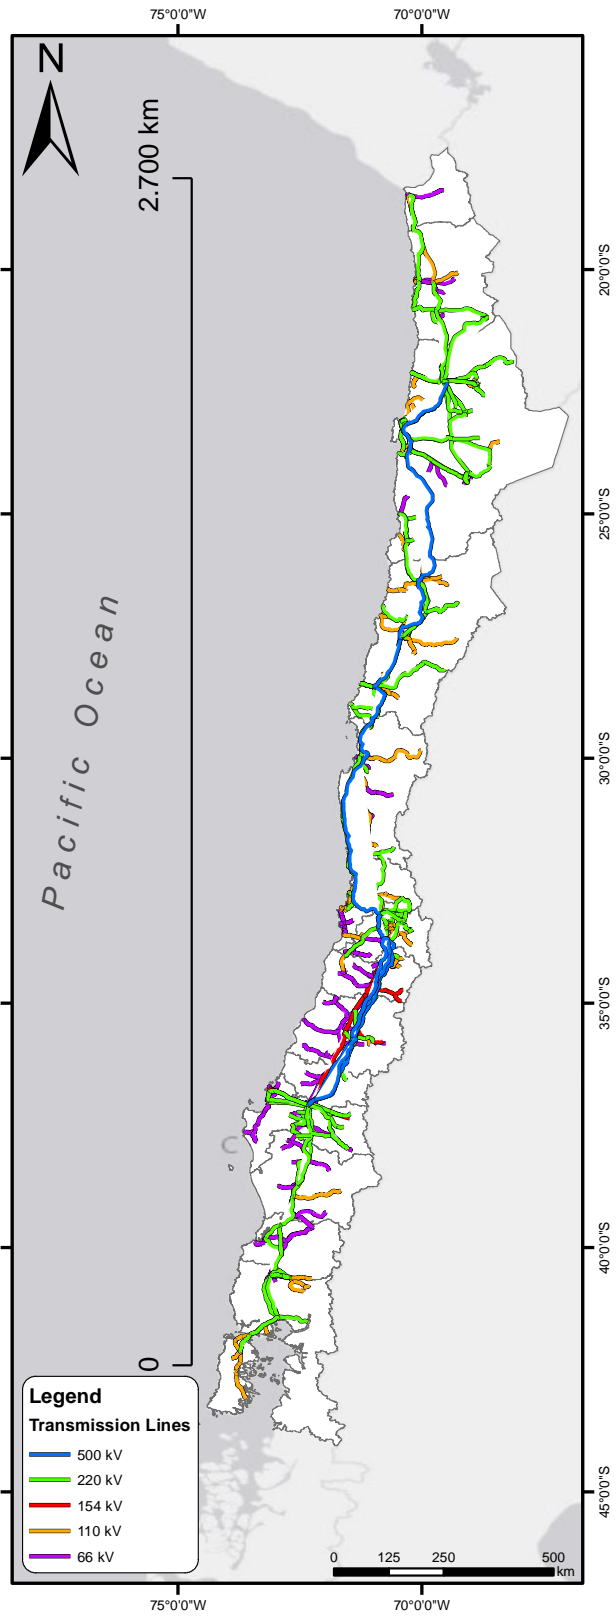 75°0'0"W 70°0'0"W
N
2.700 km
20°0'0"S
25°0'0"S
Pacific Ocean
30°0'0"S
35°0'0"S
40°0'0"S
0
Legend
Transmission Lines
500 kV
220 kV
154 kV
110 kV
66 kV
45°0'0"S
0 125 250 500
km
75°0'0"W 70°0'0"W